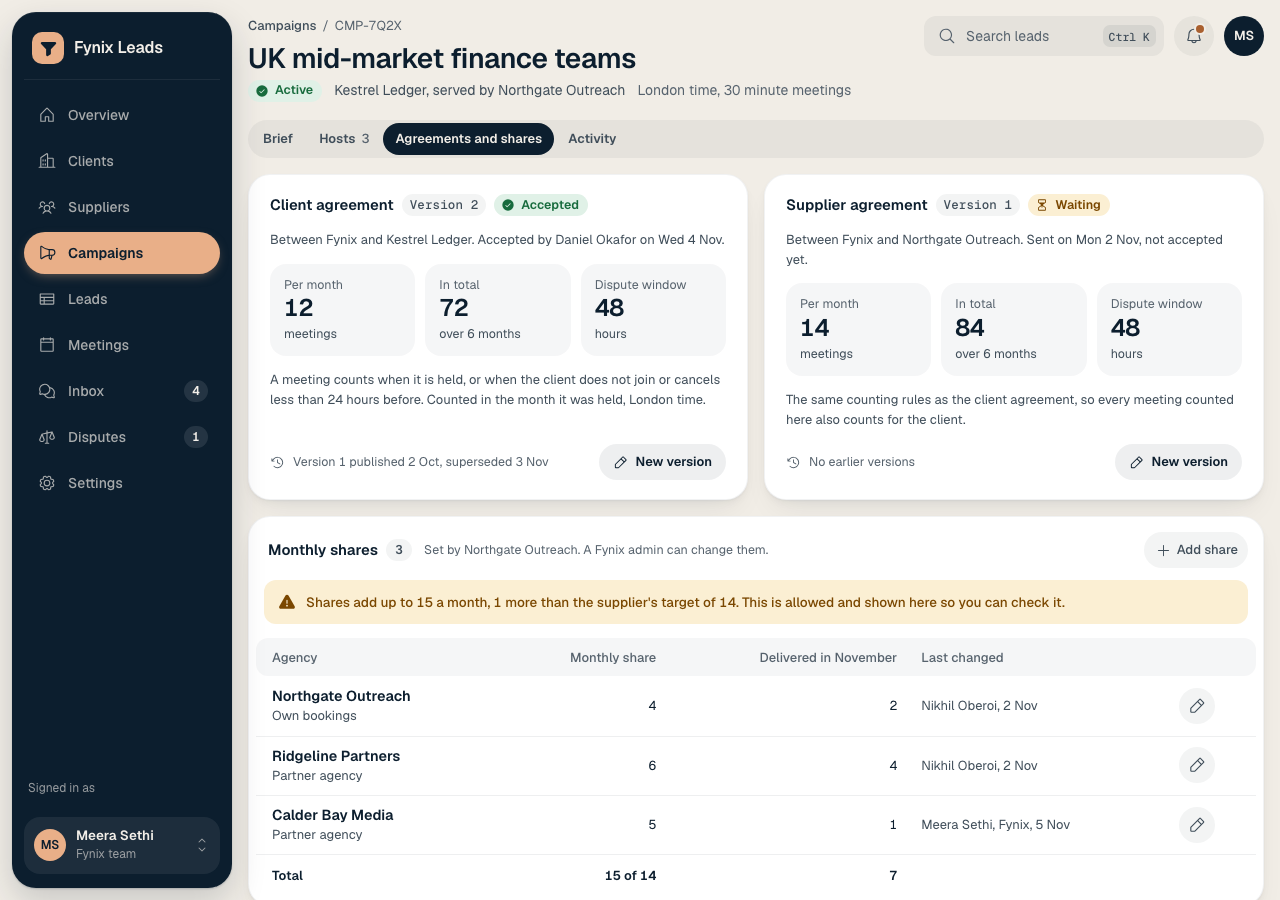 Fynix Leads
Overview
Clients
Suppliers
Campaigns
Leads
Meetings
Inbox 4
Disputes 1
Settings
Signed in as
MS
Meera Sethi
Fynix team
Campaigns / CMP-7Q2X
UK mid-market finance teams
Active Kestrel Ledger, served by Northgate Outreach London time, 30 minute meetings
Search leads Ctrl K
MS
Brief Hosts 3 Agreements and shares Activity
Client agreement Version 2 Accepted
Between Fynix and Kestrel Ledger. Accepted by Daniel Okafor on Wed 4 Nov.
Per month
12
meetings
In total
72
over 6 months
Dispute window
48
hours
A meeting counts when it is held, or when the client does not join or cancels
less than 24 hours before. Counted in the month it was held, London time.
Version 1 published 2 Oct, superseded 3 Nov
New version
Supplier agreement Version 1 Waiting
Between Fynix and Northgate Outreach. Sent on Mon 2 Nov, not accepted
yet.
Per month
14
meetings
In total
84
over 6 months
Dispute window
48
hours
The same counting rules as the client agreement, so every meeting counted
here also counts for the client.
No earlier versions
New version
Monthly shares 3 Set by Northgate Outreach. A Fynix admin can change them.
Add share
Shares add up to 15 a month, 1 more than the supplier's target of 14. This is allowed and shown here so you can check it.
Agency Monthly share Delivered in November Last changed
Northgate Outreach
Own bookings
4 2 Nikhil Oberoi, 2 Nov
Ridgeline Partners
Partner agency
6 4 Nikhil Oberoi, 2 Nov
Calder Bay Media
Partner agency
5 1 Meera Sethi, Fynix, 5 Nov
Total 15 of 14 7